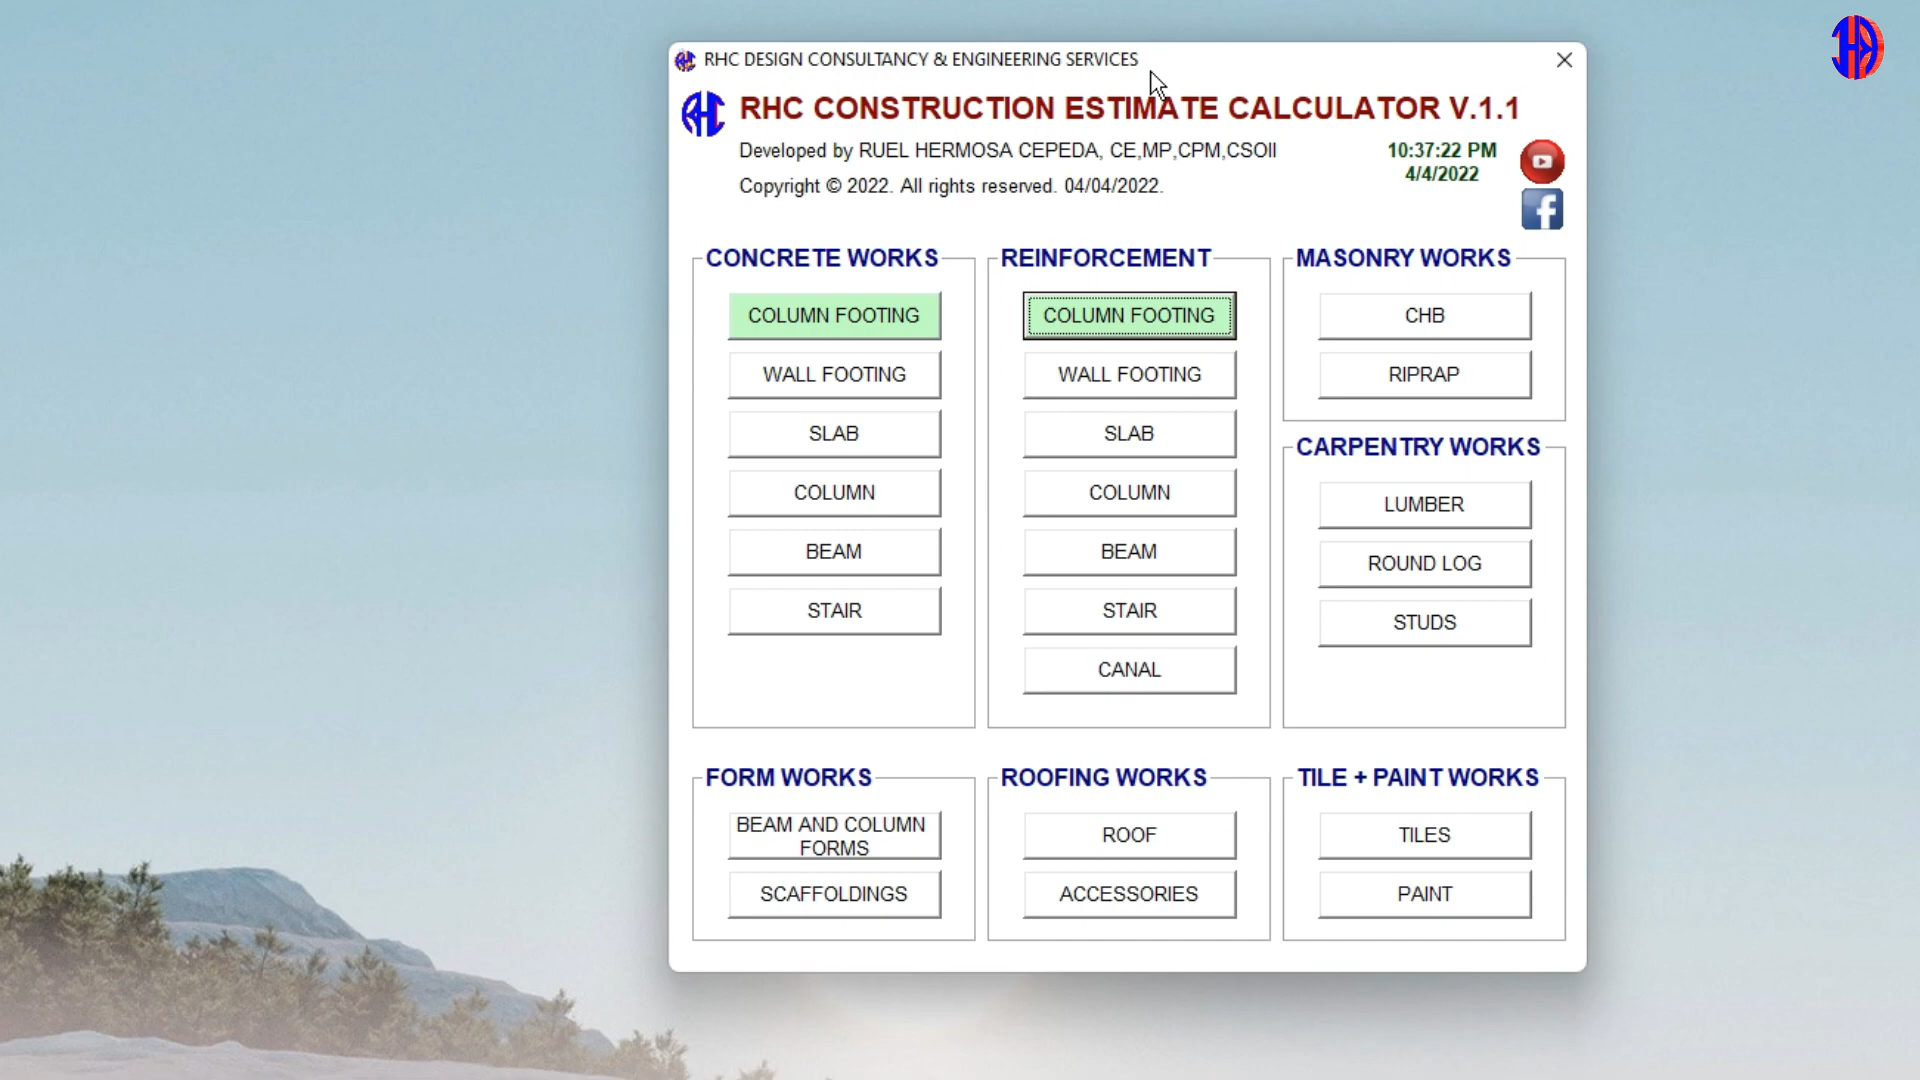 RHC DESIGN CONSULTANCY & ENGINEERING SERVICES
RHC
RHC CONSTRUCTION ESTIMATE CALCULATOR V.1.1
Developed by RUEL HERMOSA CEPEDA, CE,MP,CPM,CSOII
Copyright © 2022. All rights reserved. 04/04/2022.
10:37:22 PM
4/4/2022
CONCRETE WORKS
COLUMN FOOTING
WALL FOOTING
SLAB
COLUMN
BEAM
STAIR
REINFORCEMENT
COLUMN FOOTING
WALL FOOTING
SLAB
COLUMN
BEAM
STAIR
CANAL
MASONRY WORKS
CHB
RIPRAP
CARPENTRY WORKS
LUMBER
ROUND LOG
STUDS
FORM WORKS
BEAM AND COLUMN
FORMS
SCAFFOLDINGS
ROOFING WORKS
ROOF
ACCESSORIES
TILE + PAINT WORKS
TILES
PAINT